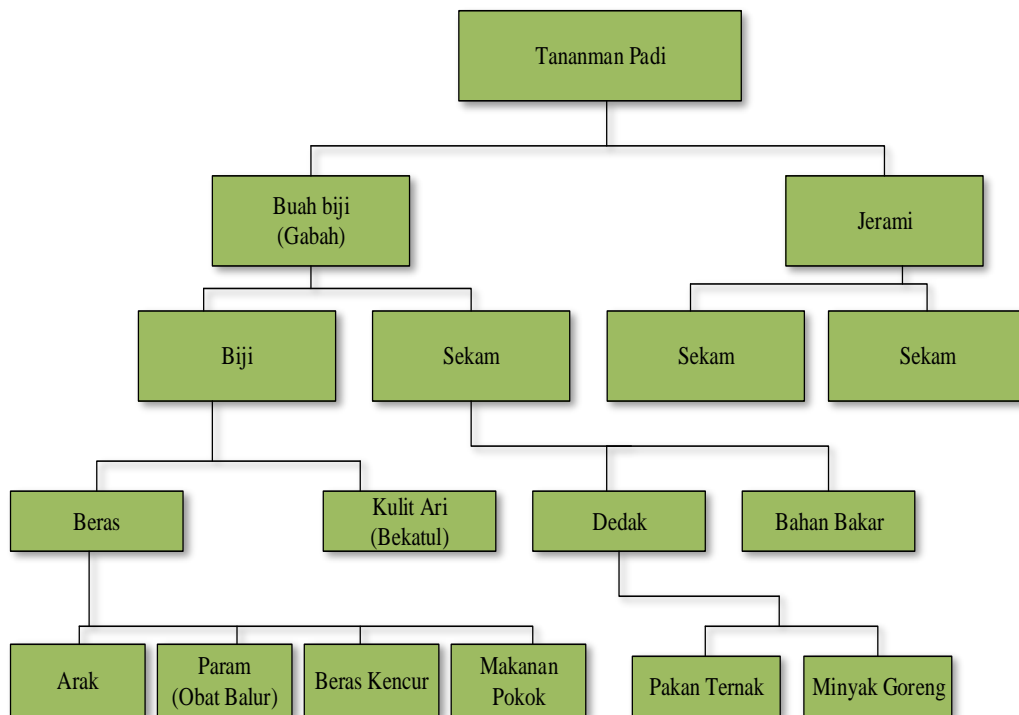 Tananman Padi
Buah biji
(Gabah)
Jerami
Biji
Sekam
Sekam
Sekam
Beras
Kulit Ari
(Bekatul)
Dedak
Bahan Bakar
Arak
Param
(Obat Balur)
Beras Kencur
Makanan
Pokok
Pakan Ternak
Minyak Goreng